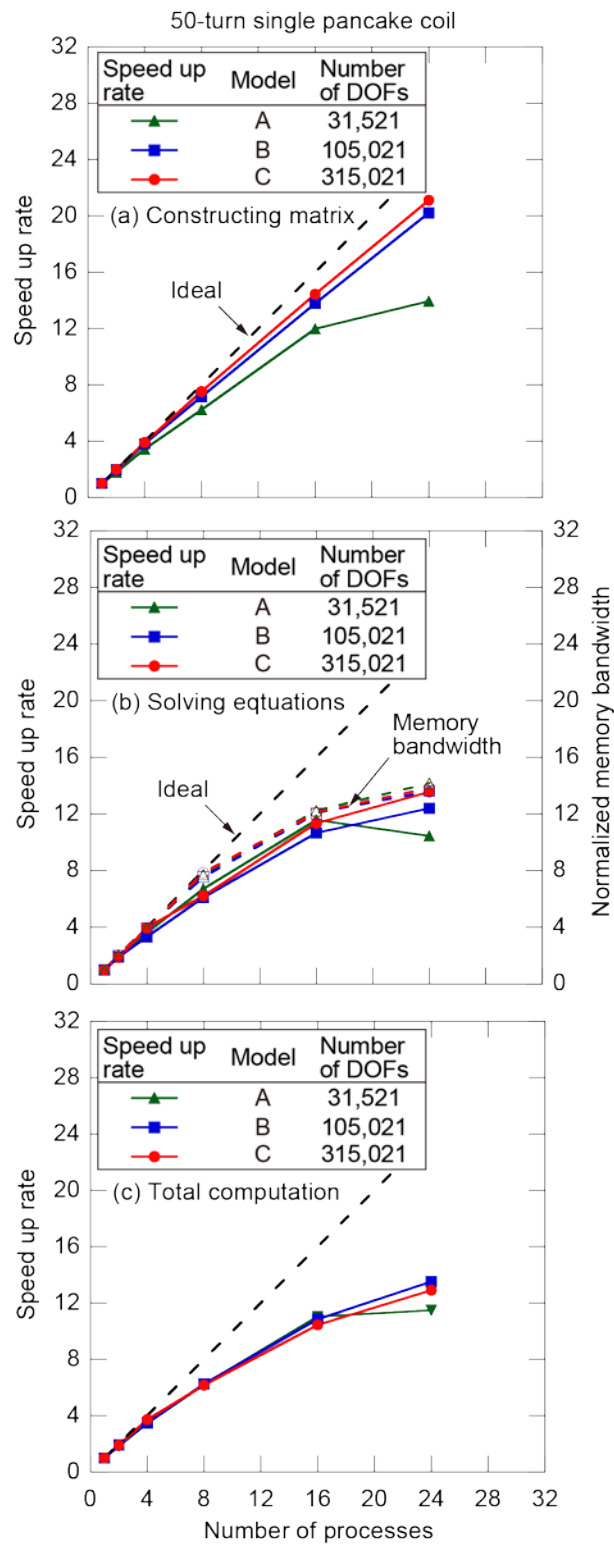 50-turn single pancake coil
32
28
24
20
16
12
8
4
0
Speed up rate
Speed up rate Model Number of DOFs
A 31,521
B 105,021
C 315,021
(a) Constructing matrix
Ideal
32
28
24
20
16
12
8
4
0
Speed up rate
Speed up rate Model Number of DOFs
A 31,521
B 105,021
C 315,021
(b) Solving eqtuations
Memory
bandwidth
Ideal
32
28
24
20
16
12
8
4
0
Normalized memory bandwidth
32
28
24
20
16
12
8
4
0
Speed up rate
Speed up rate Model Number of DOFs
A 31,521
B 105,021
C 315,021
(c) Total computation
0 4 8 12 16 20 24 28 32
Number of processes